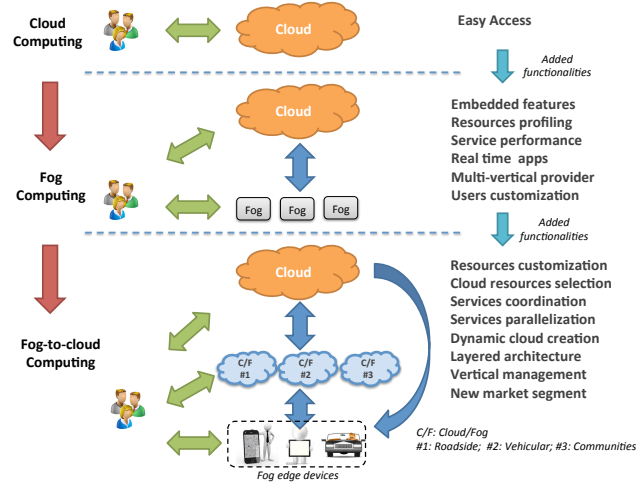 Cloud
Computing
Cloud
Easy Access
Added
functionalities
Fog
Computing
Cloud
Fog
Fog
Fog
Embedded features
Resources profiling
Service performance
Real time apps
Multi-vertical provider
Users customization
Added
functionalities
Fog-to-cloud
Computing
Cloud
C/F
#1
C/F
#2
C/F
#3
Fog edge devices
Resources customization
Cloud resources selection
Services coordination
Services parallelization
Dynamic cloud creation
Layered architecture
Vertical management
New market segment
C/F: Cloud/Fog
#1: Roadside; #2: Vehicular; #3: Communities